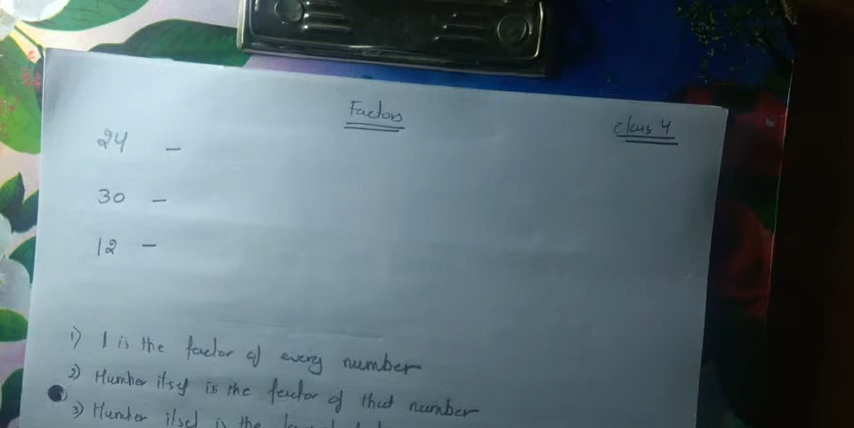 Factors
Class 4
24 -
30 -
12 -
1) 1 is the factor of every number
2) Number itself is the factor of that number
3) Number itself is the